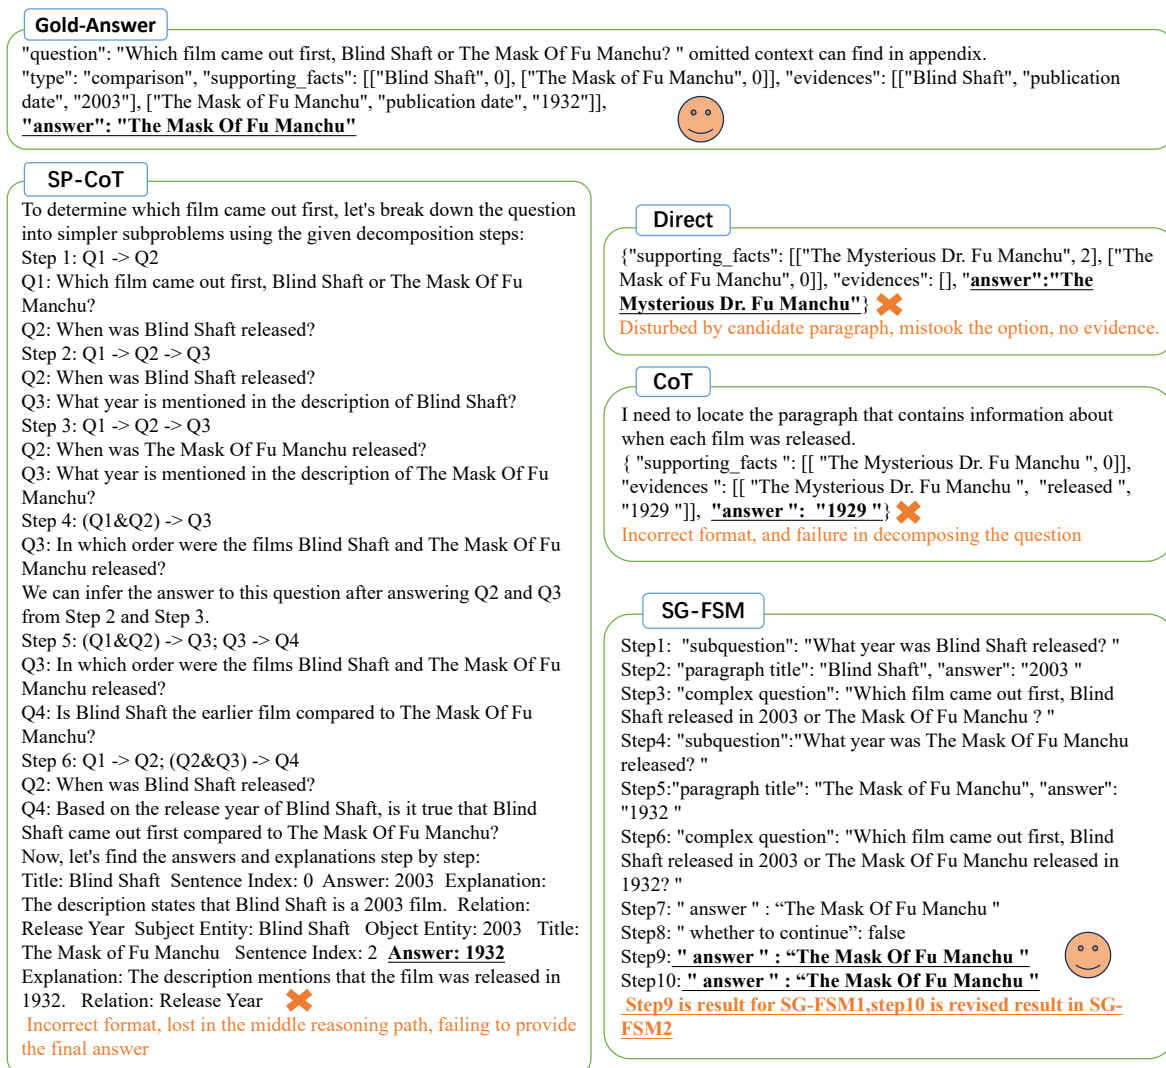 Gold-Answer
"question": "Which film came out first, Blind Shaft or The Mask Of Fu Manchu? " omitted context can find in appendix.
"type": "comparison", "supporting_facts": [["Blind Shaft", 0], ["The Mask of Fu Manchu", 0]], "evidences": [["Blind Shaft", "publication
date", "2003"], ["The Mask of Fu Manchu", "publication date", "1932"]],
"answer": "The Mask Of Fu Manchu"
SP-CoT
To determine which film came out first, let's break down the question
into simpler subproblems using the given decomposition steps:
Step 1: Q1 -> Q2
Q1: Which film came out first, Blind Shaft or The Mask Of Fu
Manchu?
Q2: When was Blind Shaft released?
Step 2: Q1 -> Q2 -> Q3
Q2: When was Blind Shaft released?
Q3: What year is mentioned in the description of Blind Shaft?
Step 3: Q1 -> Q2 -> Q3
Q2: When was The Mask Of Fu Manchu released?
Q3: What year is mentioned in the description of The Mask Of Fu
Manchu?
Step 4: (Q1&Q2) -> Q3
Q3: In which order were the films Blind Shaft and The Mask Of Fu
Manchu released?
We can infer the answer to this question after answering Q2 and Q3
from Step 2 and Step 3.
Step 5: (Q1&Q2) -> Q3; Q3 -> Q4
Q3: In which order were the films Blind Shaft and The Mask Of Fu
Manchu released?
Q4: Is Blind Shaft the earlier film compared to The Mask Of Fu
Manchu?
Step 6: Q1 -> Q2; (Q2&Q3) -> Q4
Q2: When was Blind Shaft released?
Q4: Based on the release year of Blind Shaft, is it true that Blind
Shaft came out first compared to The Mask Of Fu Manchu?
Now, let's find the answers and explanations step by step:
Title: Blind Shaft  Sentence Index: 0  Answer: 2003  Explanation:
The description states that Blind Shaft is a 2003 film.  Relation:
Release Year  Subject Entity: Blind Shaft   Object Entity: 2003   Title:
The Mask of Fu Manchu   Sentence Index: 2  Answer: 1932
Explanation: The description mentions that the film was released in
1932.   Relation: Release Year
Incorrect format, lost in the middle reasoning path, failing to provide
the final answer
Direct
{"supporting_facts": [["The Mysterious Dr. Fu Manchu", 2], ["The
Mask of Fu Manchu", 0]], "evidences": [], "answer":"The
Mysterious Dr. Fu Manchu"}
Disturbed by candidate paragraph, mistook the option, no evidence.
CoT
I need to locate the paragraph that contains information about
when each film was released.
{ "supporting_facts ": [[ "The Mysterious Dr. Fu Manchu ", 0]],
"evidences ": [[ "The Mysterious Dr. Fu Manchu ",  "released ",
"1929 "]],  "answer ":  "1929 "}
Incorrect format, and failure in decomposing the question
SG-FSM
Step1:  "subquestion": "What year was Blind Shaft released? "
Step2: "paragraph title": "Blind Shaft", "answer": "2003 "
Step3: "complex question": "Which film came out first, Blind
Shaft released in 2003 or The Mask Of Fu Manchu ? "
Step4: "subquestion":"What year was The Mask Of Fu Manchu
released? "
Step5:"paragraph title": "The Mask of Fu Manchu", "answer":
"1932 "
Step6: "complex question": "Which film came out first, Blind
Shaft released in 2003 or The Mask Of Fu Manchu released in
1932? "
Step7: " answer " : “The Mask Of Fu Manchu "
Step8: " whether to continue”: false
Step9: " answer " : “The Mask Of Fu Manchu "
Step10: " answer " : “The Mask Of Fu Manchu "
Step9 is result for SG-FSM1,step10 is revised result in SG-
FSM2